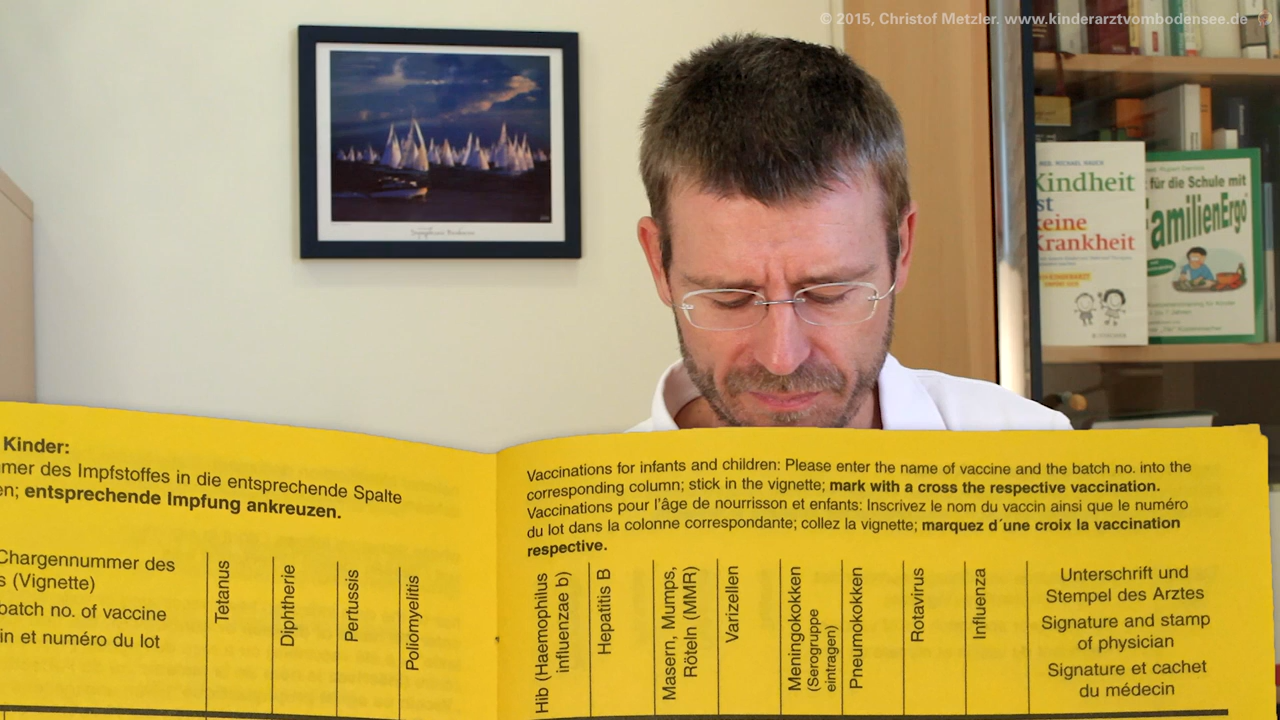 © 2015, Christof Metzler. www.kinderarztvombodensee.de
MICHAEL HAUCH
Kindheit
ist
keine
Krankheit
für die Schule mit
FamilienErgo
Kinder:
mer des Impfstoffes in die entsprechende Spalte
en; entsprechende Impfung ankreuzen.
Chargennummer des
s (Vignette)
batch no. of vaccine
in et numéro du lot
Tetanus
Diphtherie
Pertussis
Poliomyelitis
Vaccinations for infants and children: Please enter the name of vaccine and the batch no. into the
corresponding column; stick in the vignette; mark with a cross the respective vaccination.
Vaccinations pour l'âge de nourrisson et enfants: Inscrivez le nom du vaccin ainsi que le numéro
du lot dans la colonne correspondante; collez la vignette; marquez d´une croix la vaccination
respective.
Hib (Haemophilus
influenzae b)
Hepatitis B
Masern, Mumps,
Röteln (MMR)
Varizellen
Meningokokken
(Serogruppe
eintragen)
Pneumokokken
Rotavirus
Influenza
Unterschrift und
Stempel des Arztes
Signature and stamp
of physician
Signature et cachet
du médecin